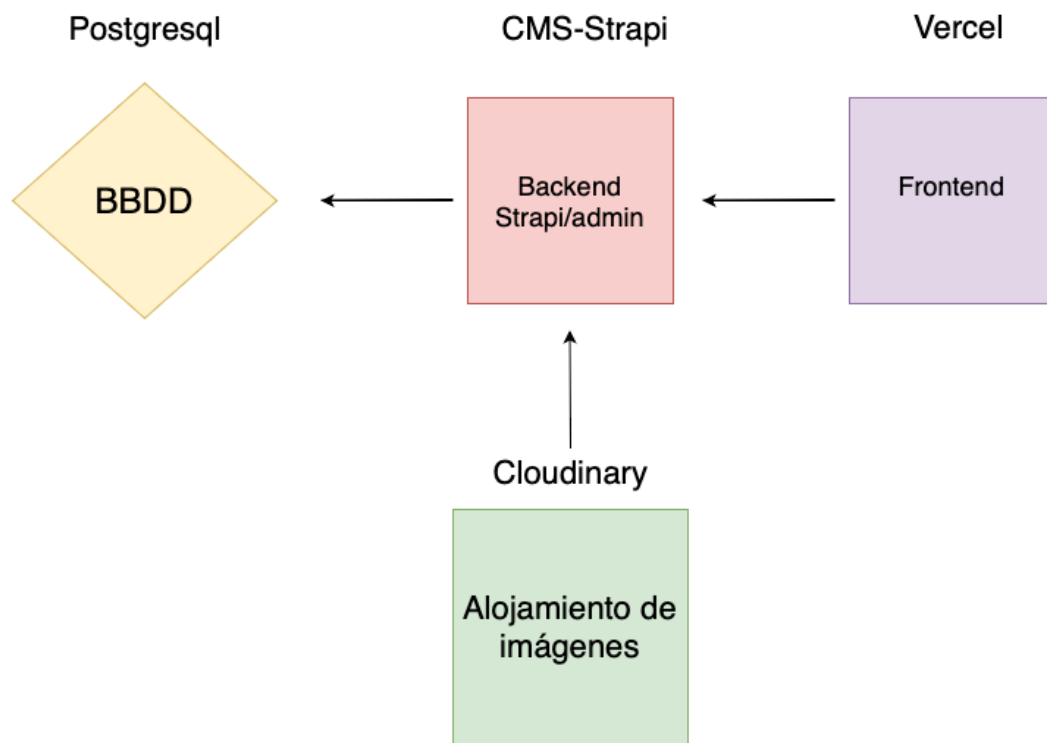 Postgresql
CMS-Strapi
Vercel
BBDD
Backend
Strapi/admin
Frontend
Cloudinary
Alojamiento de
imágenes